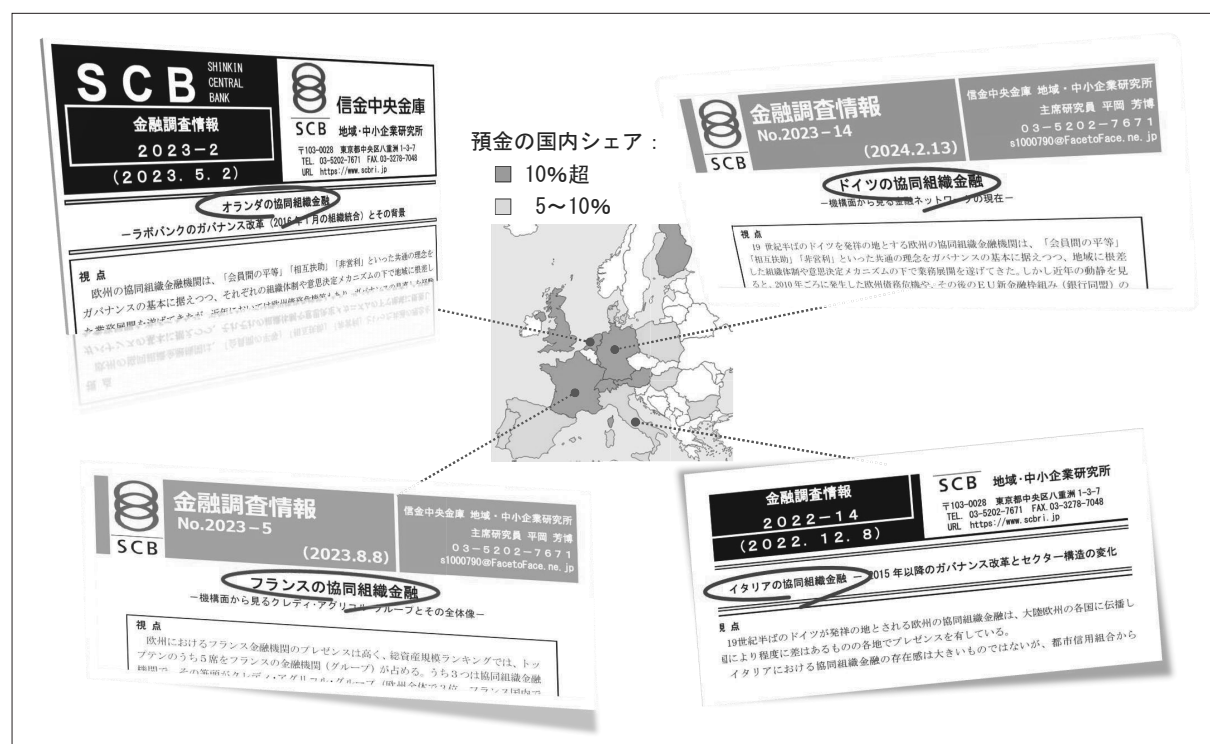 SCB
SHINKIN
CENTRAL
BANK
金融調査情報
2023-2
(2023. 5. 2)
信金中央金庫
SCB 地域・中小企業研究所
〒103-0028 東京都中央区八重洲 1-3-7
TEL. 03-5202-7671 FAX.03-3278-7048
URL https://www.scbri.jp
オランダの協同組織金融
－ラボバンクのガバナンス改革（2016年1月の組織統合）とその背景
視 点
欧州の協同組織金融機関は、「会員間の平等」「相互扶助」「非営利」といった共通の理念を
ガバナンスの基本に据えつつ、それぞれの組織体制や意思決定メカニズムの下で地域に根差し
預金の国内シェア：
10%超
5～10%
SCB
金融調査情報
No.2023-14
(2024.2.13)
信金中央金庫 地域・中小企業研究所
主席研究員 平岡 芳博
03-5202-7671
s1000790@FacetoFace.ne.jp
ドイツの協同組織金融
－機構面から見る金融ネットワークの現在－
視 点
19 世紀半ばのドイツを発祥の地とする欧州の協同組織金融機関は、「会員間の平等」
「相互扶助」「非営利」といった共通の理念をガバナンスの基本に据えつつ、地域に根差
した組織体制や意思決定メカニズムの下で業務展開を遂げてきた。しかし近年の動静を見
ると、2010年ごろに発生した欧州債務危機や、その後のＥＵ新金融枠組み（銀行同盟）の
SCB
金融調査情報
No.2023-5
(2023.8.8)
信金中央金庫 地域・中小企業研究所
主席研究員 平岡 芳博
03-5202-7671
s1000790@FacetoFace.ne.jp
フランスの協同組織金融
－機構面から見るクレディ・アグリコル・グループとその全体像－
視 点
欧州におけるフランス金融機関のプレゼンスは高く、総資産規模ランキングでは、トッ
プテンのうち５席をフランスの金融機関（グループ）が占める。うち３つは協同組織金融
機関で、その筆頭がクレディ・アグリコル・グループ（欧州全体で２位、フランス国内で
金融調査情報
2022-14
(2022. 12. 8)
SCB 地域・中小企業研究所
〒103-0028 東京都中央区八重洲 1-3-7
TEL. 03-5202-7671 FAX.03-3278-7048
URL https://www.scbri.jp
イタリアの協同組織金融 － 2015 年以降のガバナンス改革とセクター構造の変化
視 点
19世紀半ばのドイツが発祥の地とされる欧州の協同組織金融は、大陸欧州の各国に伝播し
国により程度に差はあるものの各地でプレゼンスを有している。
イタリアにおける協同組織金融の存在感は大きいものではないが、都市信用組合から